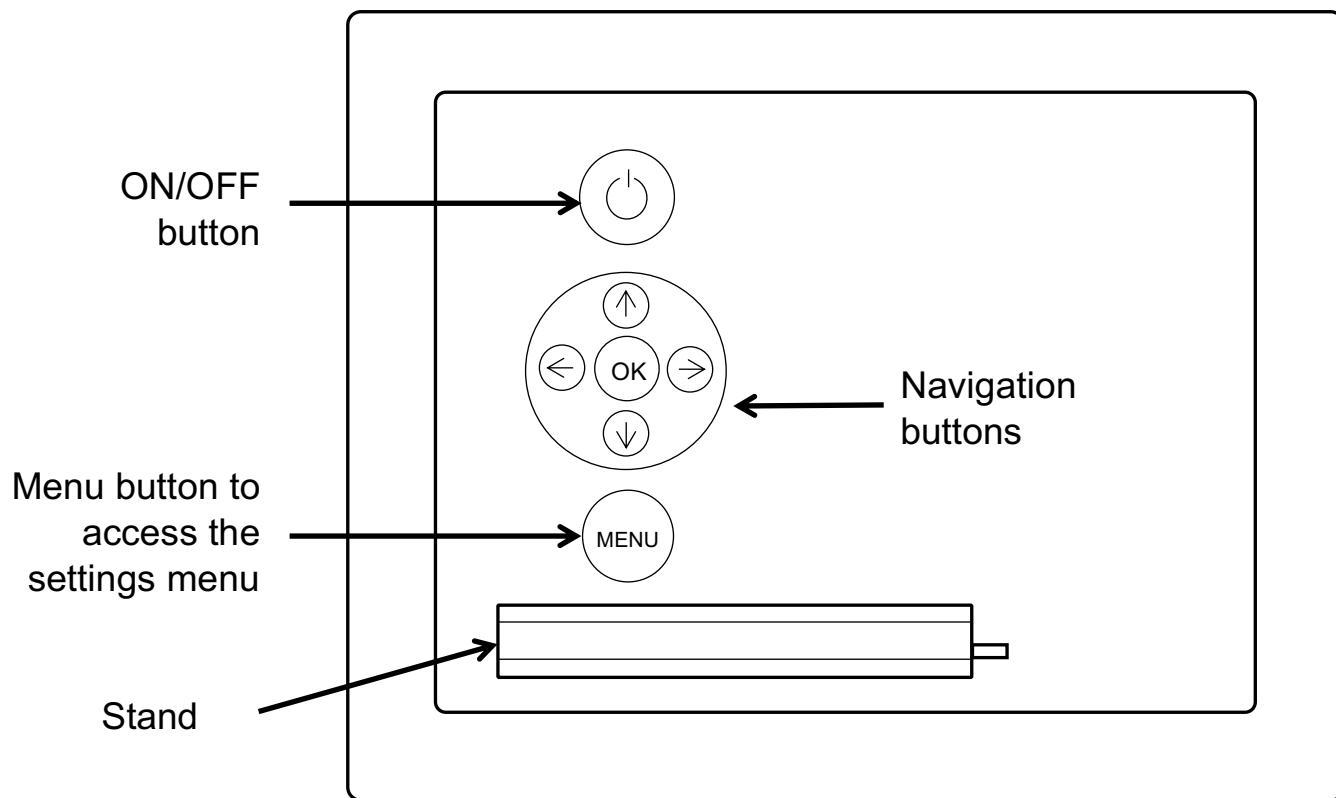 ON/OFF
button
OK
Navigation
buttons
Menu button to
access the
settings menu
MENU
Stand